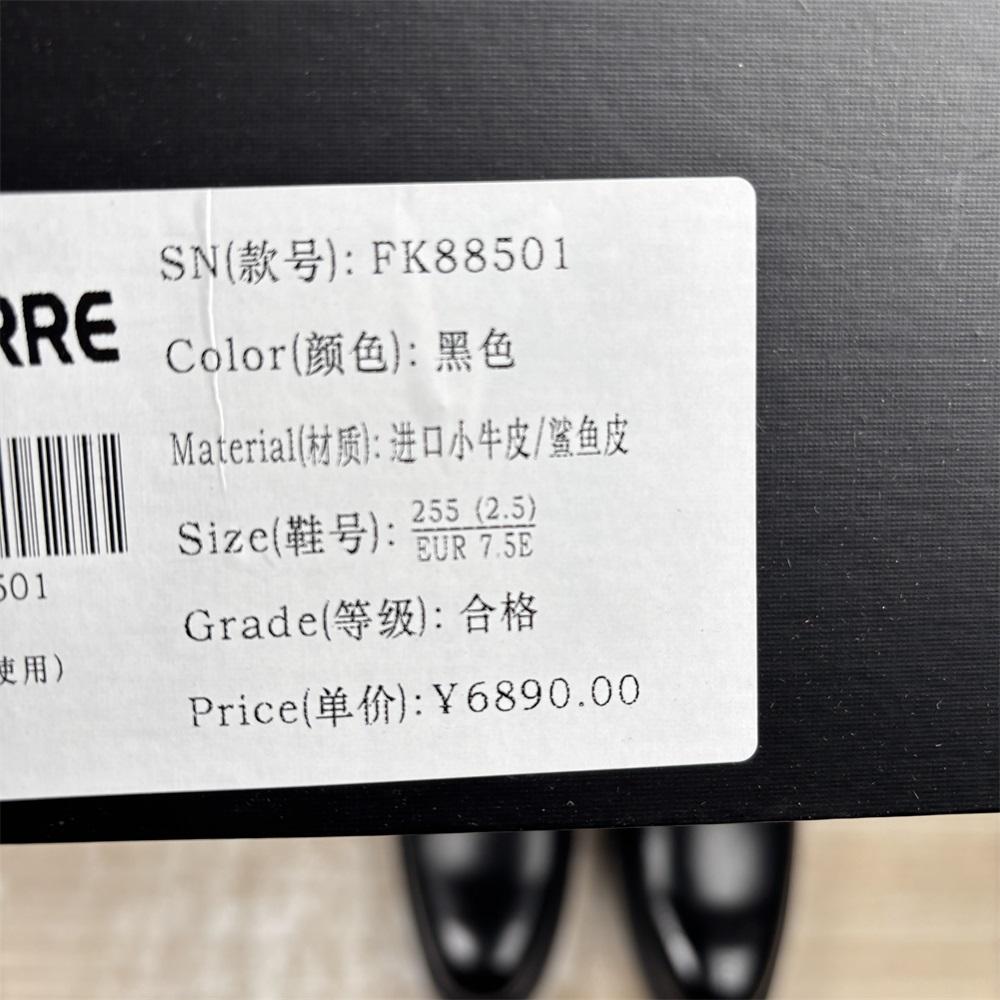 RRE
501
使用)
SN(款号): FK88501
Color(颜色): 黑色
Material(材质): 进口小牛皮/鲨鱼皮
Size(鞋号): 255 (2.5)
EUR 7.5E
Grade(等级): 合格
Price(单价):¥6890.00